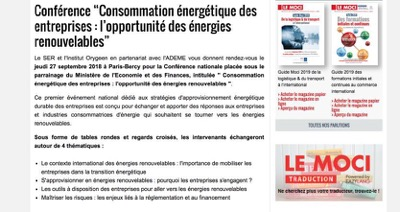 Conférence “Consommation énergétique des
entreprises : l’opportunité des énergies
renouvelables”
Le SER et l'Institut Orygeen en partenariat avec l'ADEME vous donnent rendez-vous le
jeudi 27 septembre 2018 à Paris-Bercy pour la Conférence nationale placée sous le
parrainage du Ministère de l'Economie et des Finances, intitulée " Consommation
énergétique des entreprises : l'opportunité des énergies renouvelables ".
Ce premier événement national dédié aux stratégies d'approvisionnement énergétique
durable des entreprises est conçu pour échanger et apporter des réponses aux entreprises
et industries consommatrices d'énergie qui souhaitent se tourner vers les énergies
renouvelables.
Sous forme de tables rondes et regards croisés, les intervenants échangeront
autour de 4 thématiques :
Le contexte international des énergies renouvelables : l'importance de mobiliser les
entreprises dans la transition énergétique
S'approvisionner en énergies renouvelables : pourquoi les entreprises s'engagent ?
Les outils à disposition des entreprises pour aller vers les énergies renouvelables
Maîtriser les risques : les enjeux liés à la réglementation et au financement
LE MOCI
LE MOCI
Guide Moci 2019 de la
logistique & du transport
à l'international
> Acheter le magazine
papier
> Acheter le magazine en
ligne
> Aperçu du magazine
Guide 2019 des
formations initiales et
continues au commerce
international
> Acheter le magazine papier
> Acheter le magazine en
ligne
> Aperçu du magazine
TOUTES NOS PARUTIONS
LE MOCI
TRADUCTION
Ne cherchez plus votre traducteur, trouvez-le !